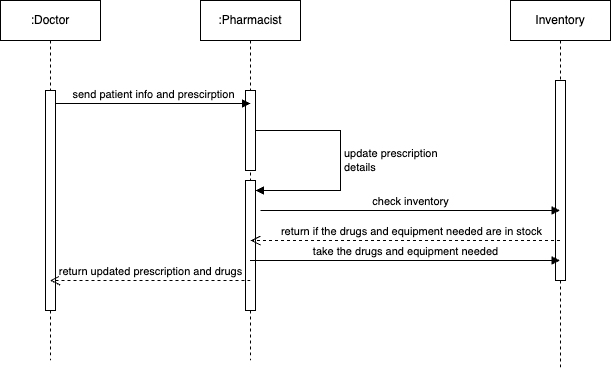 :Doctor
:Pharmacist
Inventory
send patient info and prescirption
update prescription
details
check inventory
return if the drugs and equipment needed are in stock
take the drugs and equipment needed
return updated prescription and drugs